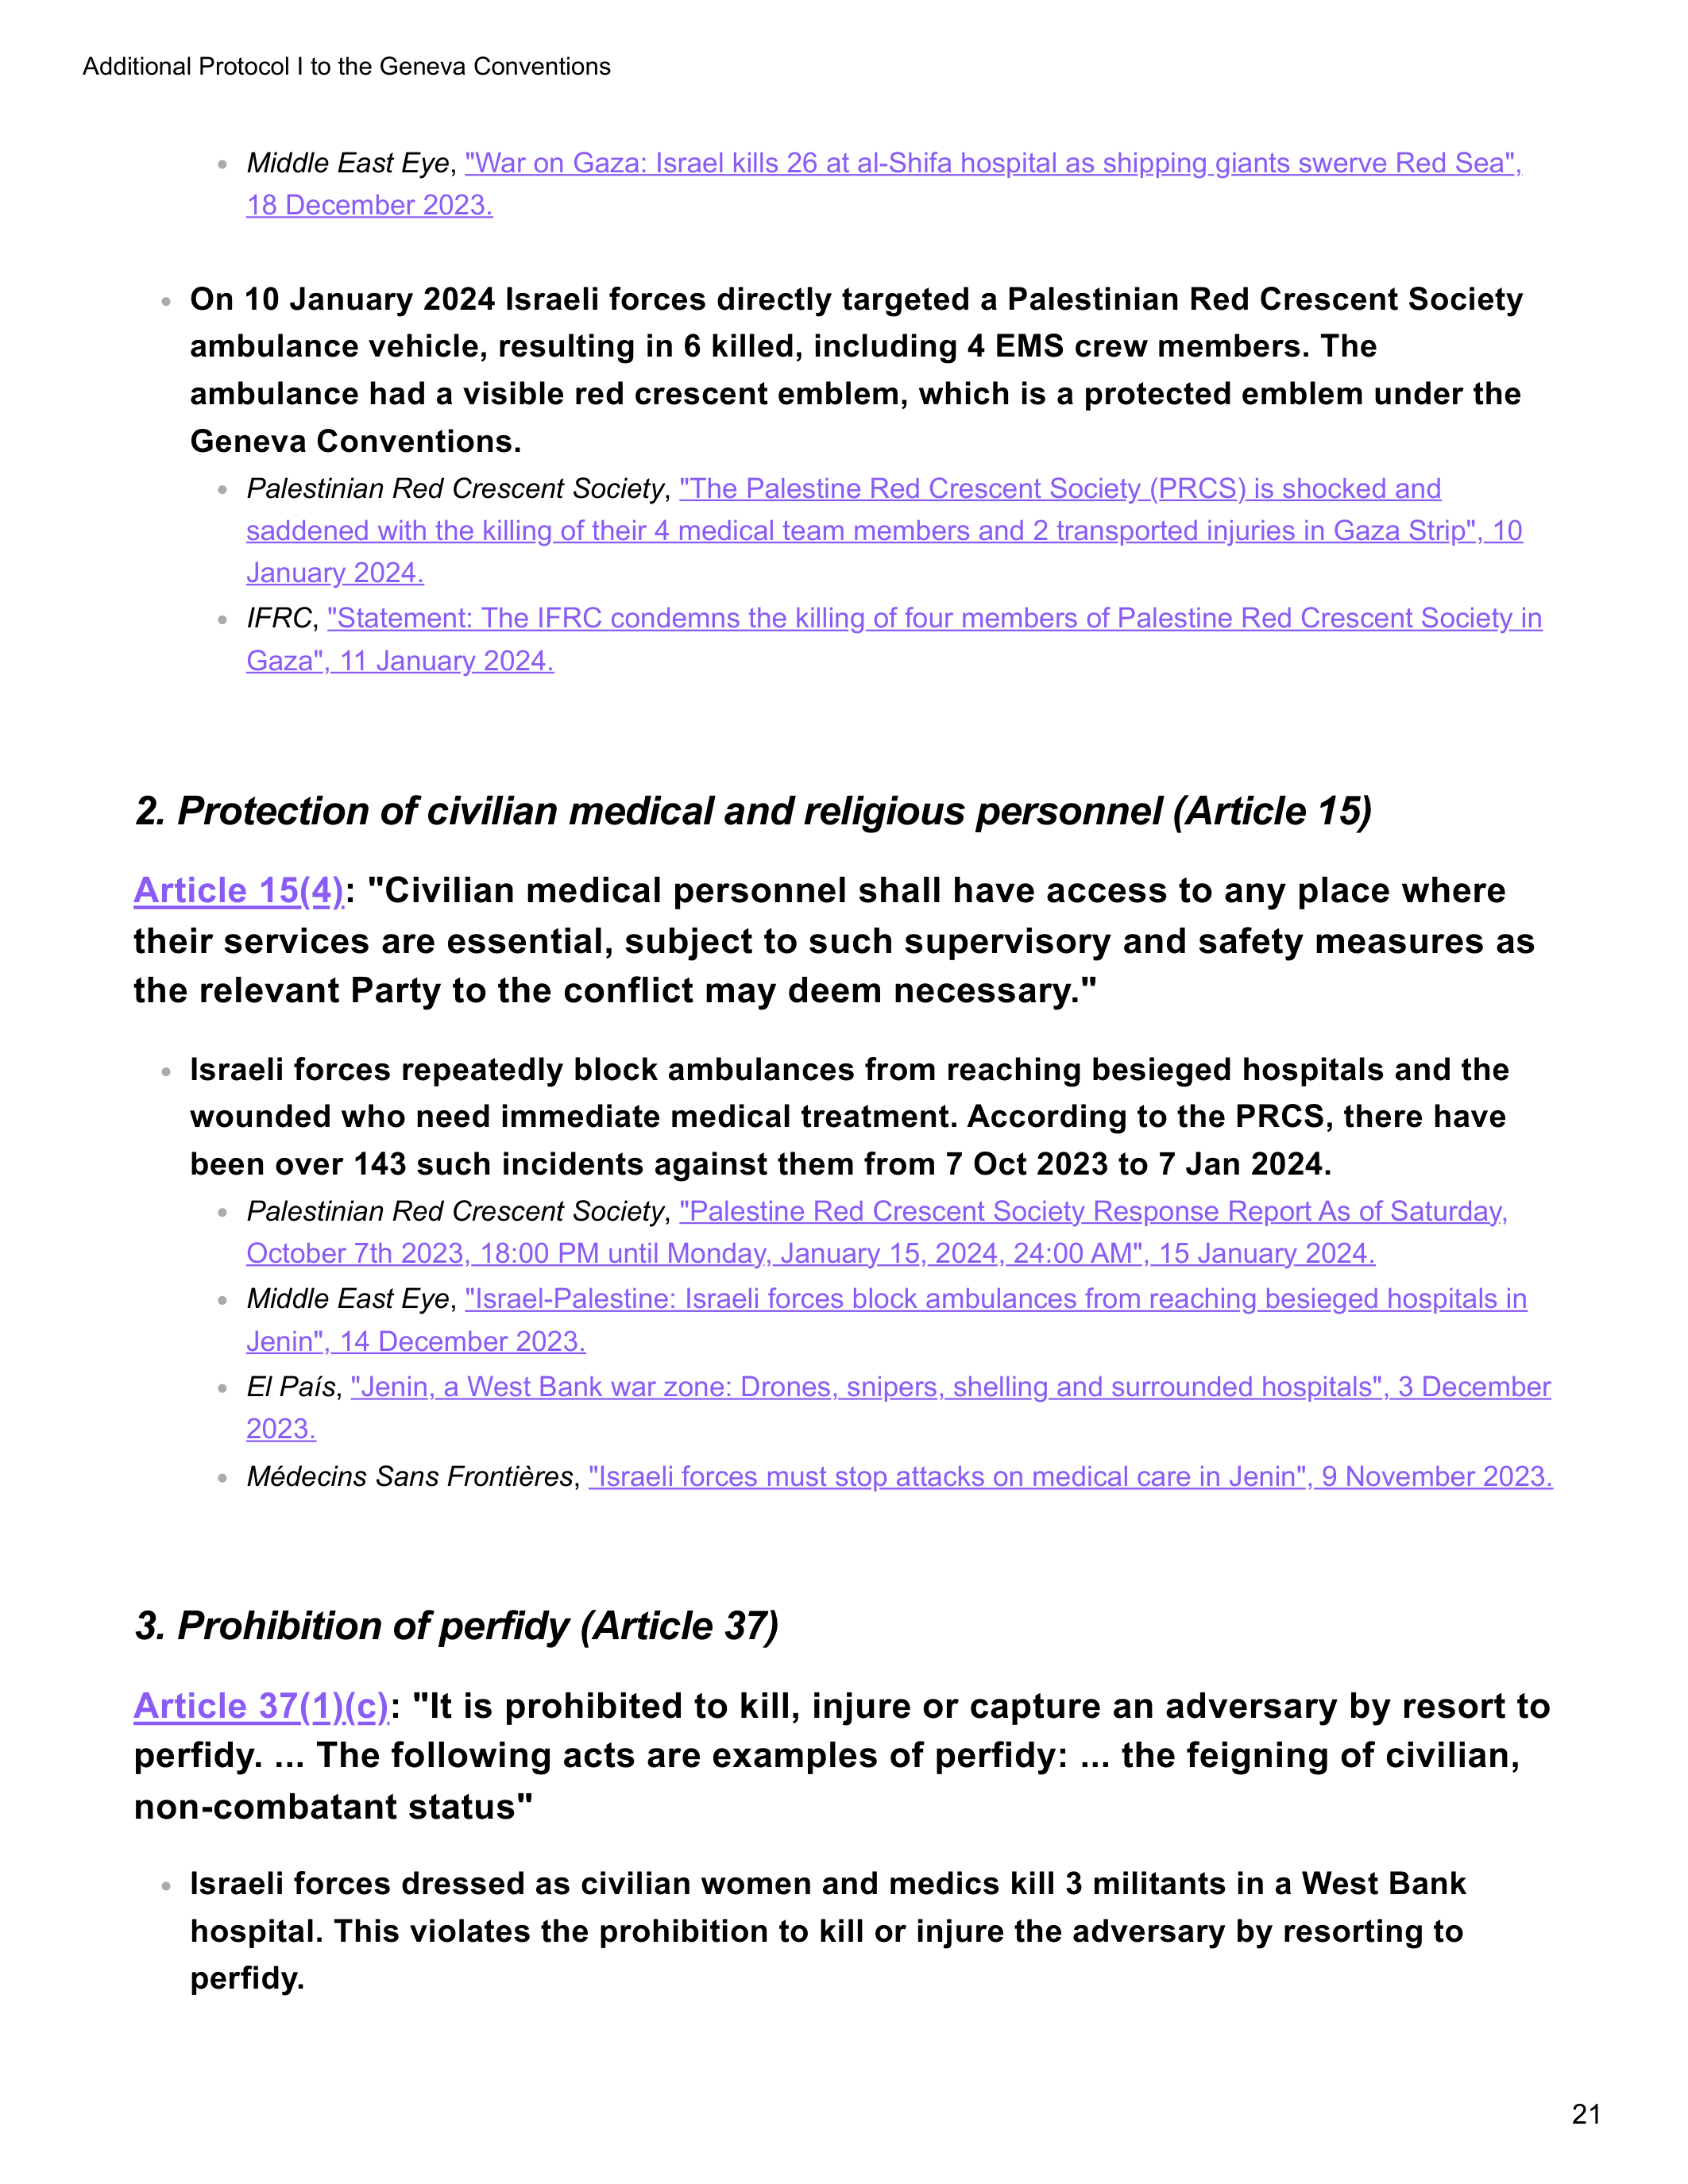 Additional Protocol I to the Geneva Conventions
• Middle East Eye, "War on Gaza: Israel kills 26 at al-Shifa hospital as shipping giants swerve Red Sea",
18 December 2023.
• On 10 January 2024 Israeli forces directly targeted a Palestinian Red Crescent Society
ambulance vehicle, resulting in 6 killed, including 4 EMS crew members. The
ambulance had a visible red crescent emblem, which is a protected emblem under the
Geneva Conventions.
• Palestinian Red Crescent Society, "The Palestine Red Crescent Society (PRCS) is shocked and
saddened with the killing of their 4 medical team members and 2 transported injuries in Gaza Strip", 10
January 2024.
• IFRC, "Statement: The IFRC condemns the killing of four members of Palestine Red Crescent Society in
Gaza", 11 January 2024.
2. Protection of civilian medical and religious personnel (Article 15)
Article 15(4): "Civilian medical personnel shall have access to any place where
their services are essential, subject to such supervisory and safety measures as
the relevant Party to the conflict may deem necessary."
• Israeli forces repeatedly block ambulances from reaching besieged hospitals and the
wounded who need immediate medical treatment. According to the PRCS, there have
been over 143 such incidents against them from 7 Oct 2023 to 7 Jan 2024.
• Palestinian Red Crescent Society, "Palestine Red Crescent Society Response Report As of Saturday,
October 7th 2023, 18:00 PM until Monday, January 15, 2024, 24:00 AM", 15 January 2024.
• Middle East Eye, "Israel-Palestine: Israeli forces block ambulances from reaching besieged hospitals in
Jenin", 14 December 2023.
• El País, "Jenin, a West Bank war zone: Drones, snipers, shelling and surrounded hospitals", 3 December
2023.
• Médecins Sans Frontières, "Israeli forces must stop attacks on medical care in Jenin", 9 November 2023.
3. Prohibition of perfidy (Article 37)
Article 37(1)(c): "It is prohibited to kill, injure or capture an adversary by resort to
perfidy. ... The following acts are examples of perfidy: ... the feigning of civilian,
non-combatant status"
• Israeli forces dressed as civilian women and medics kill 3 militants in a West Bank
hospital. This violates the prohibition to kill or injure the adversary by resorting to
perfidy.
21